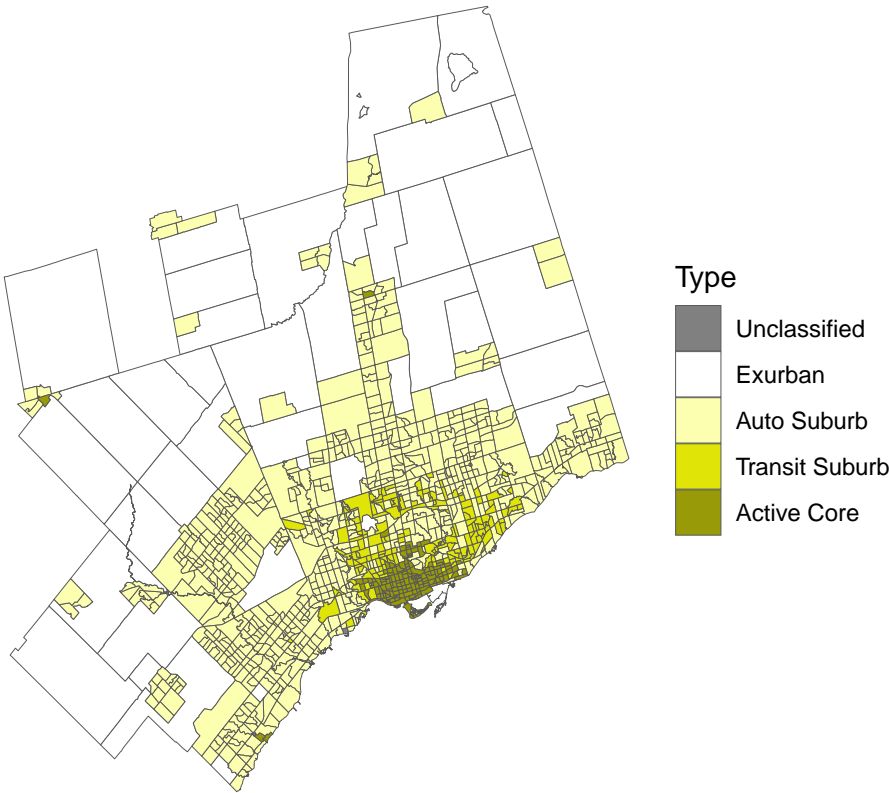 Type
Unclassified
Exurban
Auto Suburb
Transit Suburb
Active Core